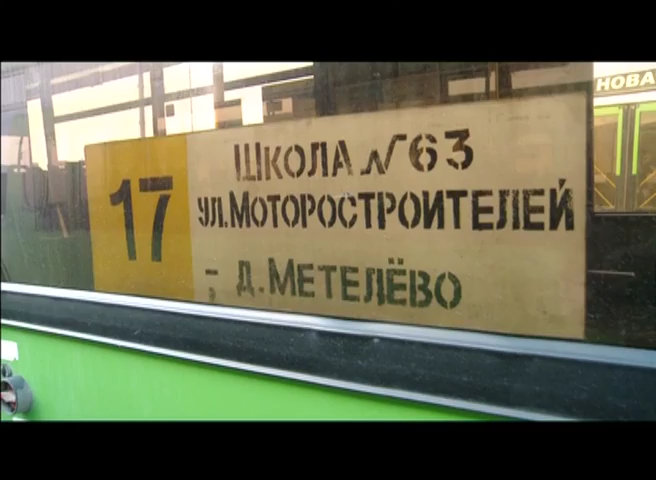 17
ШКОЛА №63
УЛ.МОТОРОСТРОИТЕЛЕЙ
- Д.МЕТЕЛЁВО
НОВА